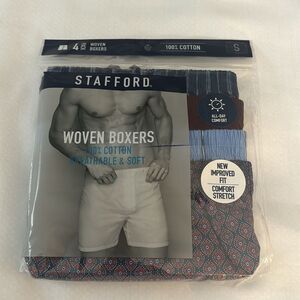 4 WOVEN
BOXERS
100% COTTON
S
STAFFORD
ALL-DAY
COMFORT
WOVEN BOXERS
100% COTTON
BREATHABLE & SOFT
NEW
IMPROVED
FIT
COMFORT
STRETCH